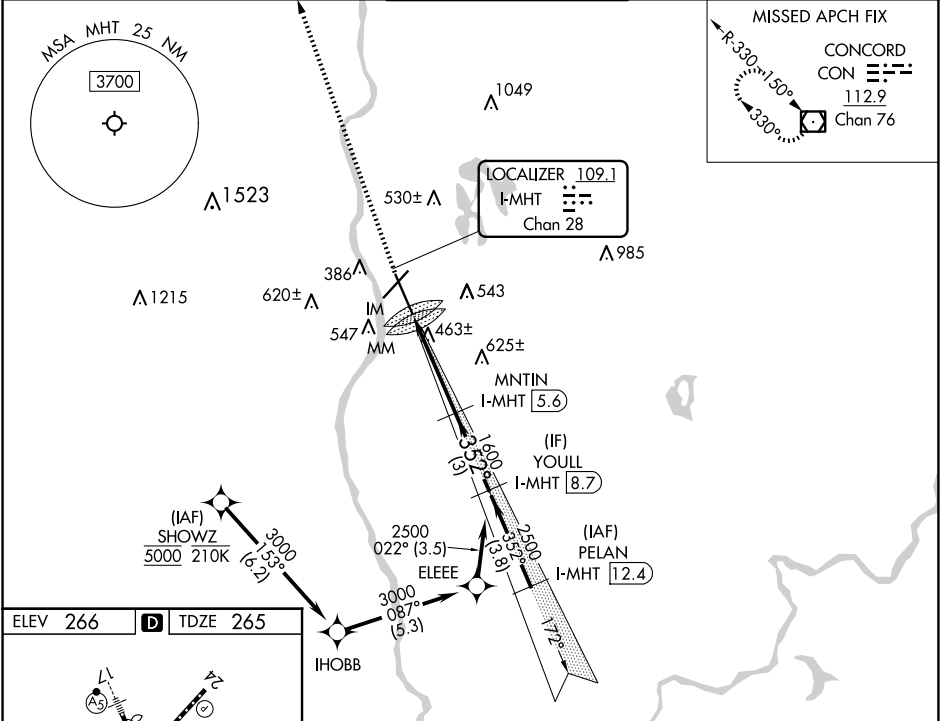 MSA MHT 25 NM
3700
MISSED APCH FIX
R-330
150°
330°
CONCORD
CON
112.9
Chan 76
1049
1523
530±
LOCALIZER 109.1
I-MHT
Chan 28
985
386
1215
620±
543
IM
547
463±
MM
625±
MNTIN
I-MHT 5.6
1600
352°
(3)
(IF)
YOULL
I-MHT 8.7
(IAF)
SHOWZ
5000 210K
3000
153°
(6.2)
2500
022° (3.5)
2500
352°
(3.8)
(IAF)
PELAN
I-MHT 12.4
ELEEE
3000
087°
(5.3)
172°
IHOBB
ELEV 266 D TDZE 265
17
A5
24
P